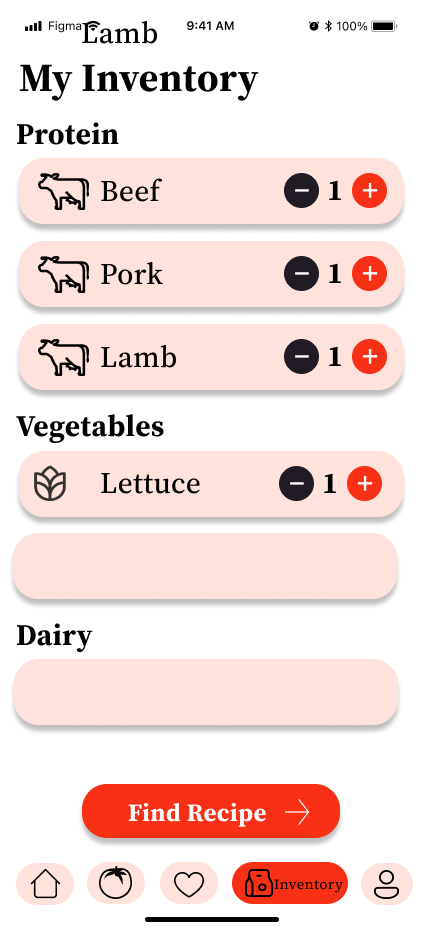 Figma
Lamb
9:41 AM
100%
My Inventory
Protein
Beef
1
Pork
1
Lamb
1
Vegetables
Lettuce
1
Dairy
Find Recipe
Inventory